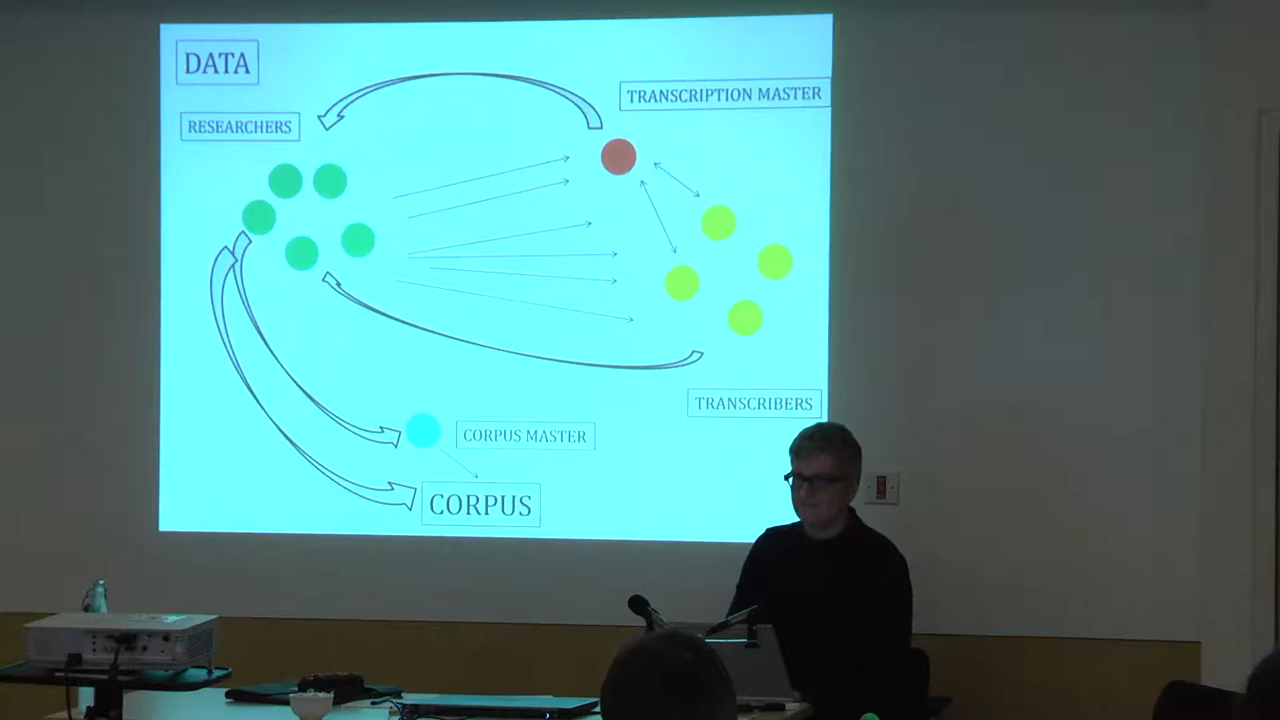 DATA
TRANSCRIPTION MASTER
RESEARCHERS
TRANSCRIBERS
CORPUS MASTER
CORPUS